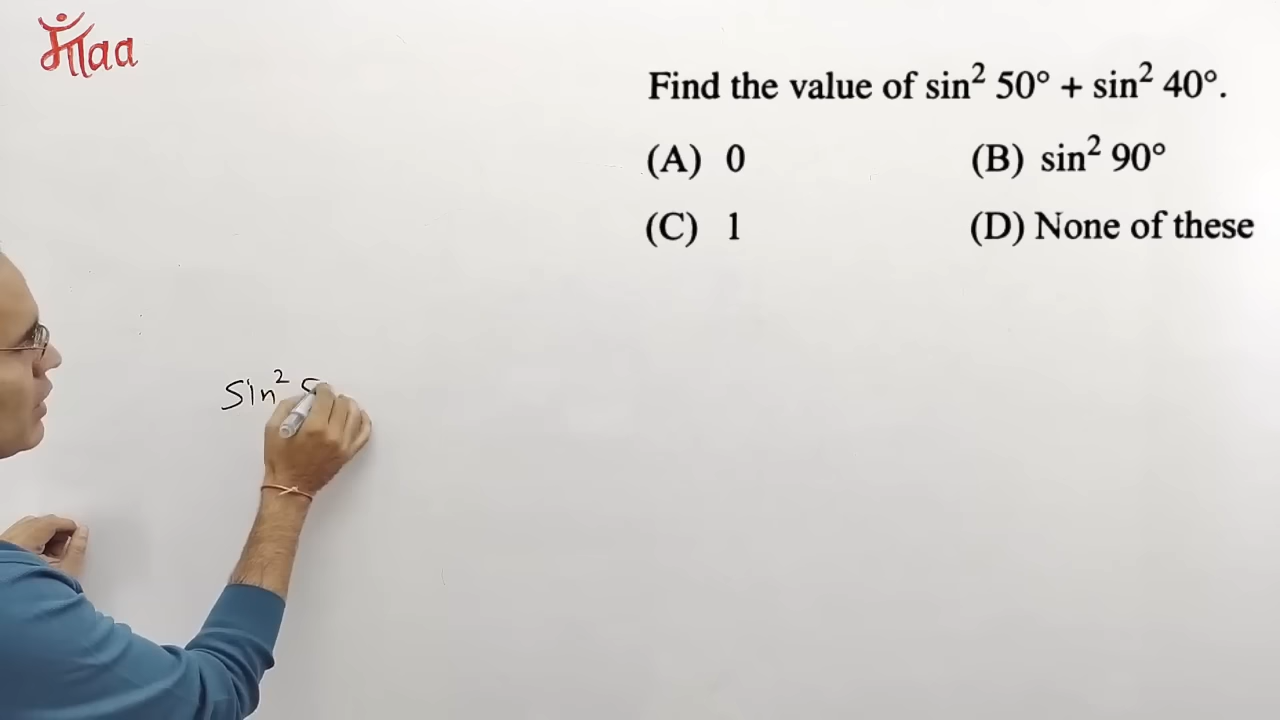 माaa
Find the value of sin² 50° + sin² 40°.
(A) 0
(B) sin² 90°
(C) 1
(D) None of these
Sin² 5